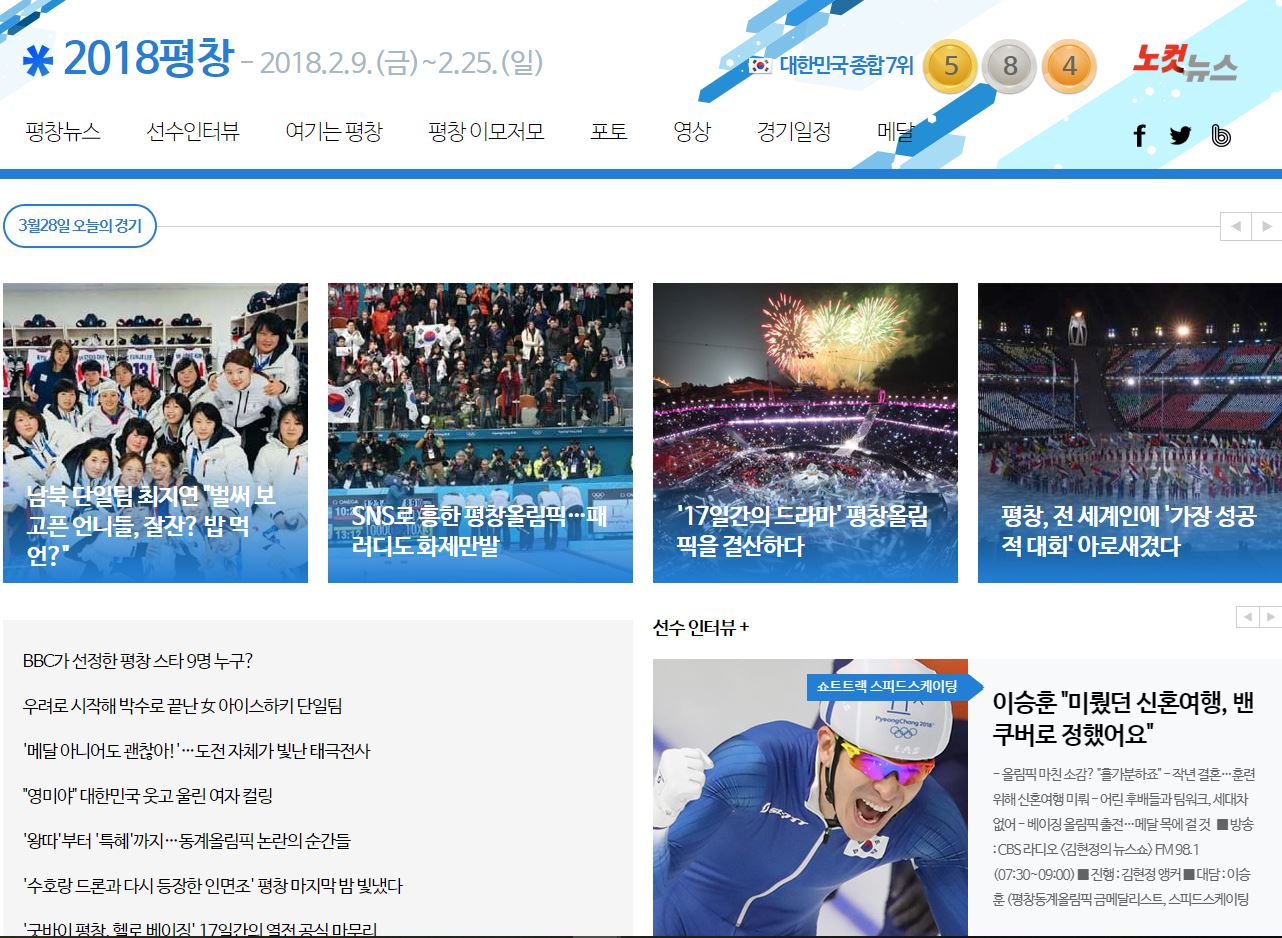 2018평창 - 2018.2.9.(금)~2.25.(일)
대한민국 종합 7위 5 8 4
노컷뉴스
평창뉴스 선수인터뷰 여기는 평창 평창 이모저모 포토 영상 경기일정 메달
3월28일 오늘의 경기
남북 단일팀 최지연 "벌써 보
고픈 언니들, 잘잔? 밥 먹
언?"
SNS로 흥한 평창올림픽…패
러디도 화제만발
'17일간의 드라마' 평창올림
픽을 결산하다
평창, 전 세계인에 '가장 성공
적 대회' 아로새겼다
BBC가 선정한 평창 스타 9명 누구?
우려로 시작해 박수로 끝난 女 아이스하키 단일팀
'메달 아니어도 괜찮아!'…도전 자체가 빛난 태극전사
"영미야" 대한민국 웃고 울린 여자 컬링
'왕따'부터 '특혜'까지…동계올림픽 논란의 순간들
'수호랑 드론과 다시 등장한 인면조' 평창 마지막 밤 빛냈다
'굿바이 평창, 헬로 베이징' 17일간의 열전 공식 마무리
선수 인터뷰 +
쇼트트랙 스피드스케이팅
PyeongChang 2018
이승훈 "미뤘던 신혼여행, 밴
쿠버로 정했어요"
- 올림픽 마친 소감? "홀가분하죠" - 작년 결혼…훈련
위해 신혼여행 미뤄 - 어린 후배들과 팀워크, 세대차
없어 - 베이징 올림픽 출전…메달 목에 걸 것 ■ 방송
: CBS 라디오 <김현정의 뉴스쇼> FM 98.1
(07:30~09:00) ■ 진행 : 김현정 앵커 ■ 대담 : 이승
훈 (평창동계올림픽 금메달리스트, 스피드스케이팅